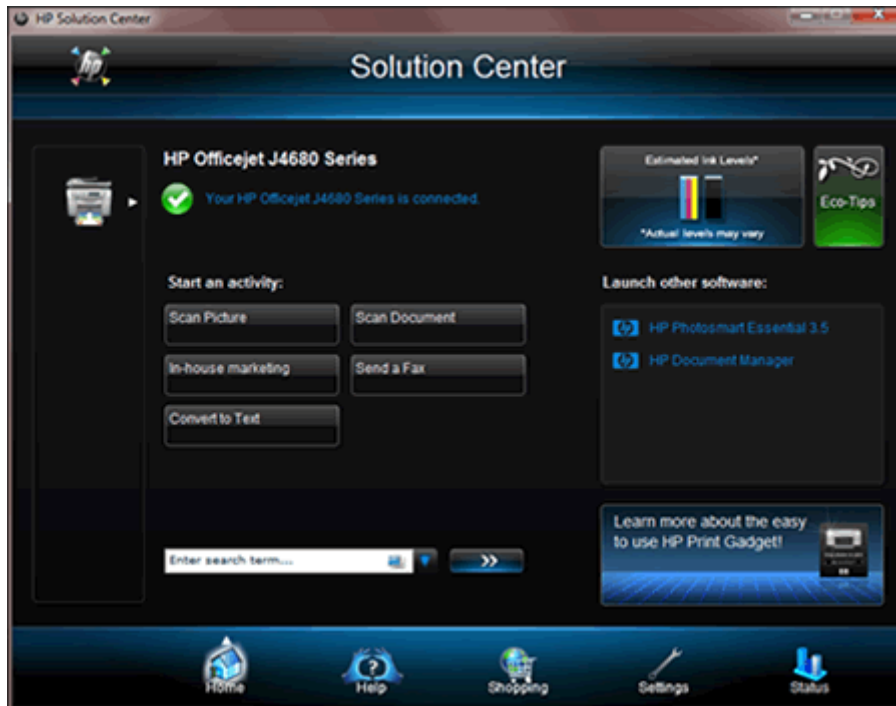 HP Solution Center
hp
Solution Center
HP Officejet J4680 Series
Your HP Officejet J4680 Series is connected.
Estimated Ink Levels*
*Actual levels may vary
Eco-Tips
Start an activity:
Scan Picture
Scan Document
In-house marketing
Send a Fax
Convert to Text
Launch other software:
HP Photosmart Essential 3.5
HP Document Manager
Enter search term...
>>
Learn more about the easy
to use HP Print Gadget!
Home
Help
Shopping
Settings
Status